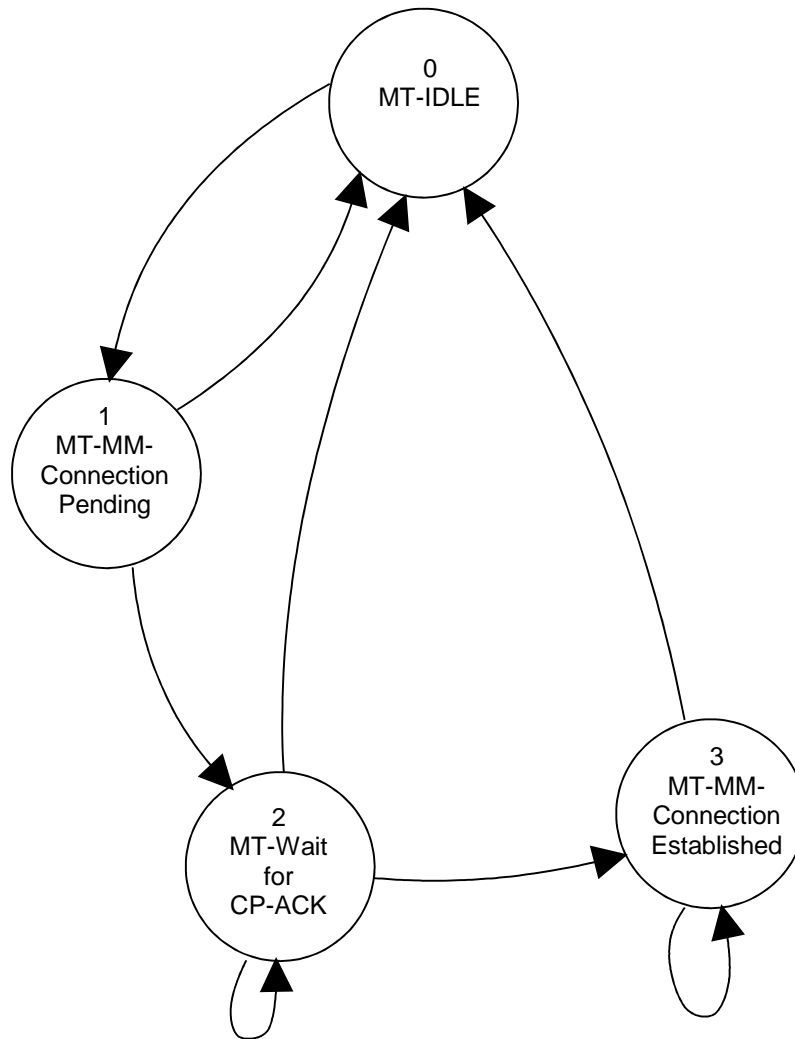 0
MT-IDLE
1
MT-MM-
Connection
Pending
2
MT-Wait
for
CP-ACK
3
MT-MM-
Connection
Established